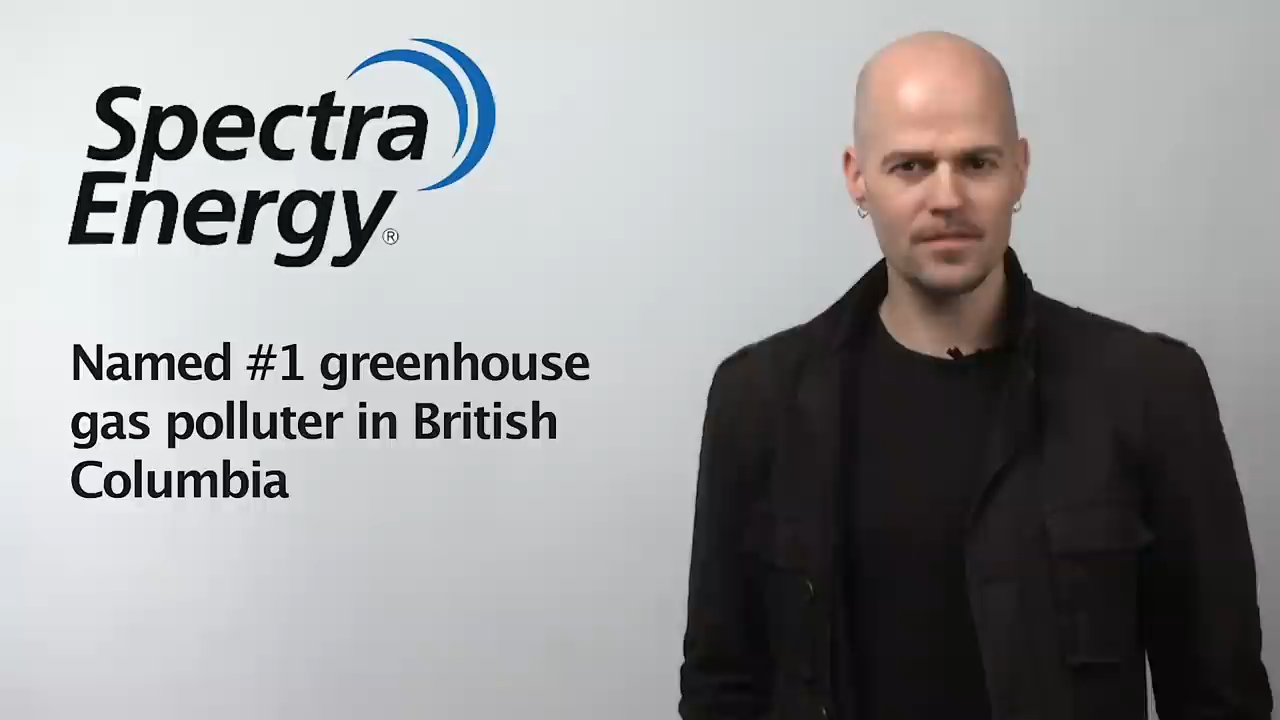 Spectra
Energy®
Named #1 greenhouse
gas polluter in British
Columbia